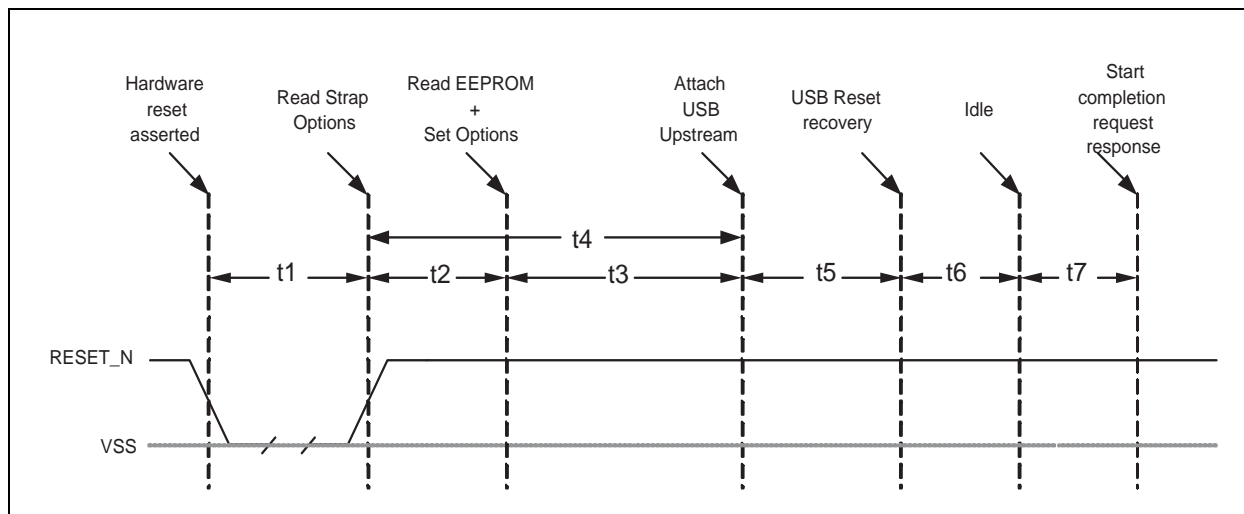 Hardware
reset
asserted
Read Strap
Options
Read EEPROM
+
Set Options
Attach
USB
Upstream
USB Reset
recovery
Idle
Start
completion
request
response
t4
t1
t2
t3
t5
t6
t7
RESET_N
VSS